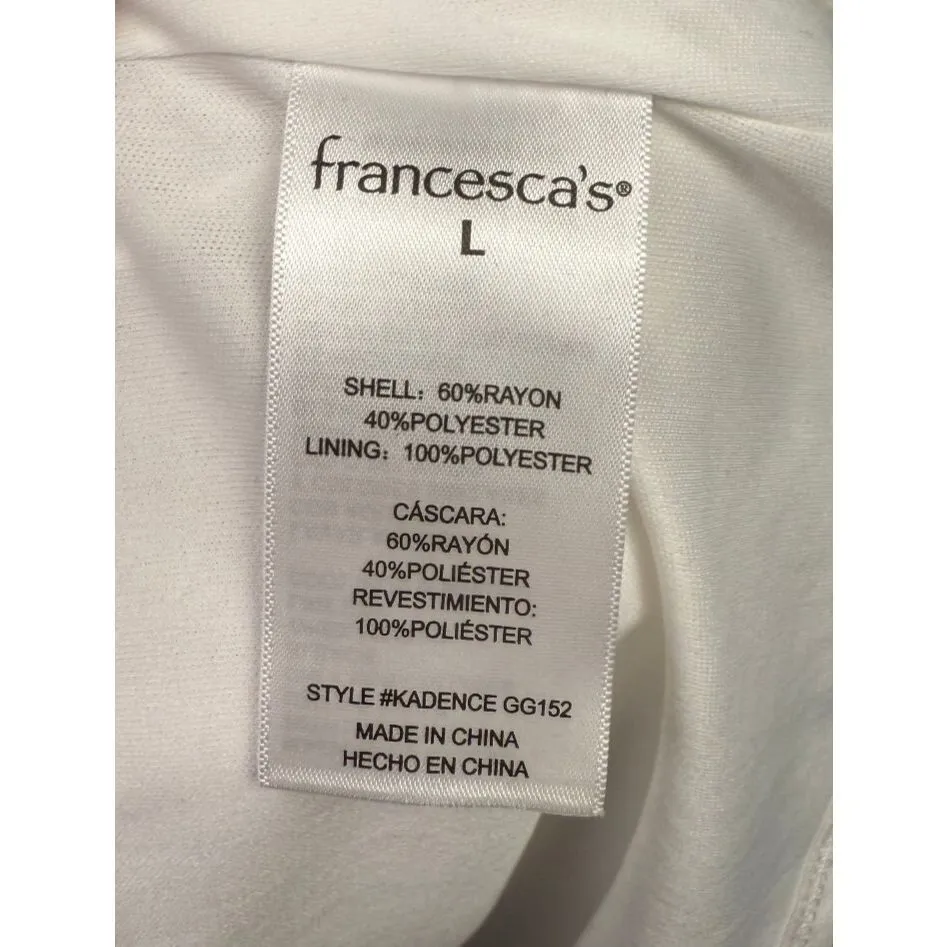 francesca's®
L
SHELL: 60%RAYON
40%POLYESTER
LINING: 100%POLYESTER
CÁSCARA:
60%RAYÓN
40%POLIÉSTER
REVESTIMIENTO:
100%POLIÉSTER
STYLE #KADENCE GG152
MADE IN CHINA
HECHO EN CHINA